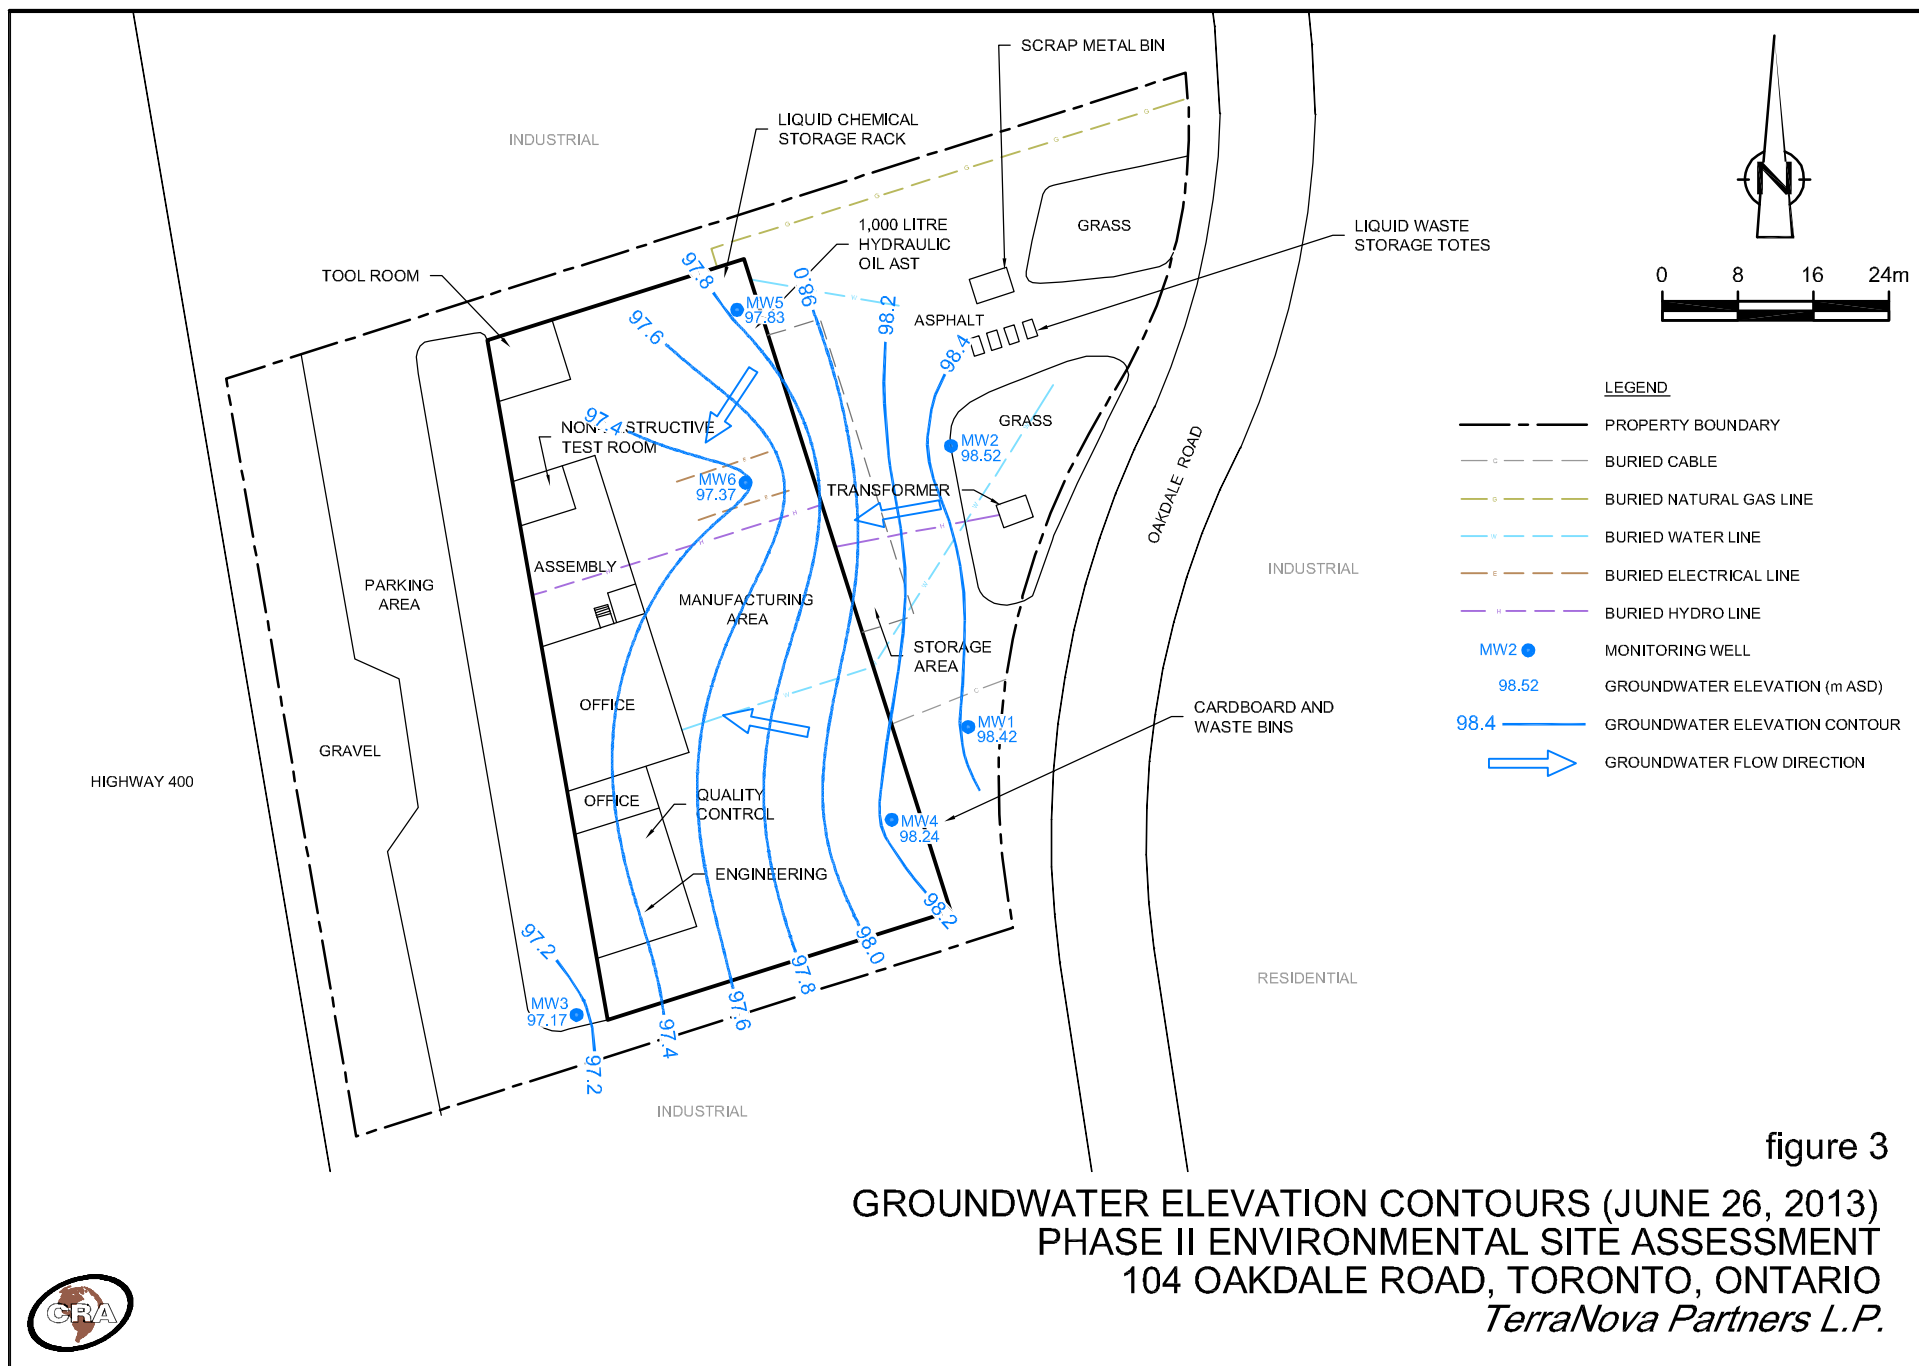 SCRAP METAL BIN
LIQUID CHEMICAL
STORAGE RACK
INDUSTRIAL
1,000 LITRE
HYDRAULIC
OIL AST
GRASS
LIQUID WASTE
STORAGE TOTES
N
0 8 16 24m
TOOL ROOM
97.8
98.0
98.2
MW5
97.83
97.6
ASPHALT
98.4
97.4
TEST ROOM
GRASS
MW2
98.52
MW6
97.37
TRANSFORMER
OAKDALE ROAD
INDUSTRIAL
ASSEMBLY
PARKING
AREA
MANUFACTURING
AREA
STORAGE
AREA
OFFICE
CARDBOARD AND
WASTE BINS
MW1
98.42
GRAVEL
HIGHWAY 400
OFFICE
QUALITY
CONTROL
MW4
98.24
ENGINEERING
98.2
97.2
98.0
97.8
RESIDENTIAL
MW3
97.17
97.6
97.4
97.2
INDUSTRIAL
LEGEND
PROPERTY BOUNDARY
BURIED CABLE
BURIED NATURAL GAS LINE
BURIED WATER LINE
BURIED ELECTRICAL LINE
BURIED HYDRO LINE
MW2 MONITORING WELL
98.52 GROUNDWATER ELEVATION (m ASD)
98.4 GROUNDWATER ELEVATION CONTOUR
GROUNDWATER FLOW DIRECTION
figure 3
GROUNDWATER ELEVATION CONTOURS (JUNE 26, 2013)
PHASE II ENVIRONMENTAL SITE ASSESSMENT
104 OAKDALE ROAD, TORONTO, ONTARIO
TerraNova Partners L.P.
CRA